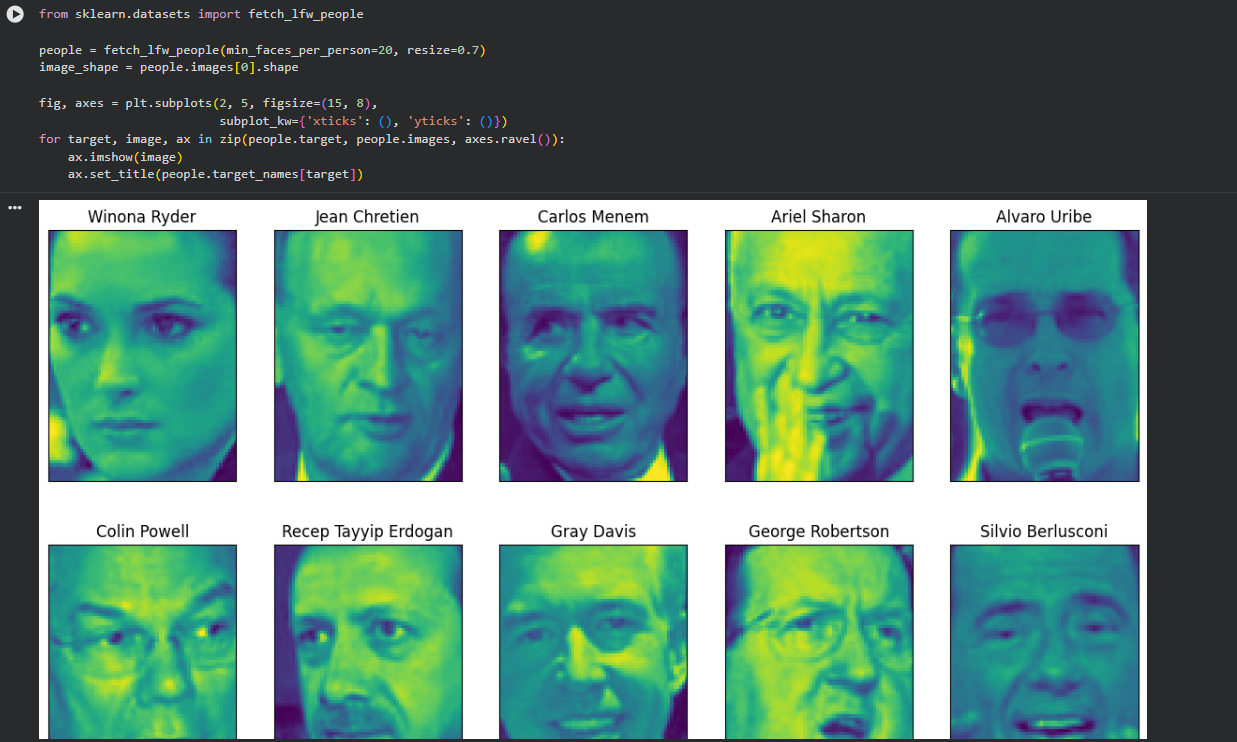 from sklearn.datasets import fetch_lfw_people
people = fetch_lfw_people(min_faces_per_person=20, resize=0.7)
image_shape = people.images[0].shape
fig, axes = plt.subplots(2, 5, figsize=(15, 8),
                         subplot_kw={'xticks': (), 'yticks': ()})
for target, image, ax in zip(people.target, people.images, axes.ravel()):
    ax.imshow(image)
    ax.set_title(people.target_names[target])
Winona Ryder Jean Chretien Carlos Menem Ariel Sharon Alvaro Uribe
Colin Powell Recep Tayyip Erdogan Gray Davis George Robertson Silvio Berlusconi